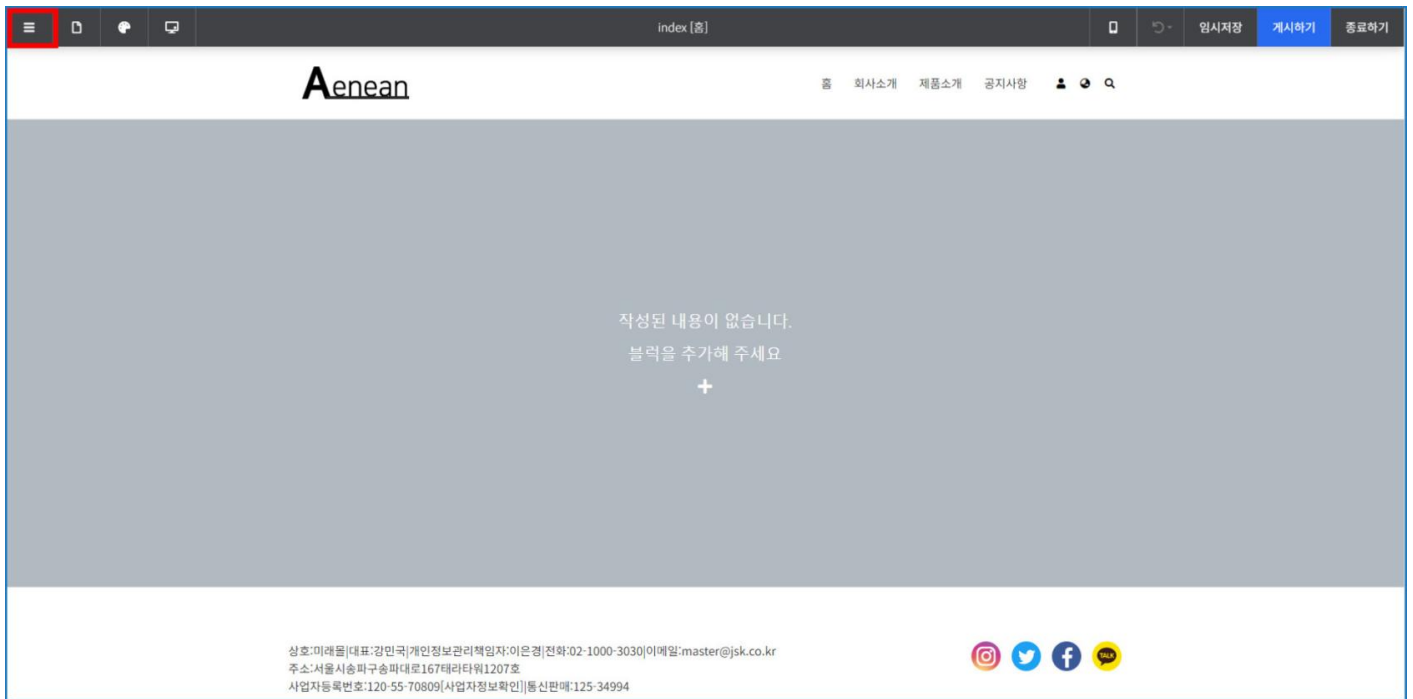 index [홈]
임시저장
게시하기
종료하기
Aenean
홈 회사소개 제품소개 공지사항
작성된 내용이 없습니다.
블럭을 추가해 주세요
상호:미래몰|대표:강민국|개인정보관리책임자:이은경|전화:02-1000-3030|이메일:master@jsk.co.kr
주소:서울시송파구송파대로167테라타워1207호
사업자등록번호:120-55-70809[사업자정보확인]|통신판매:125-34994
TALK